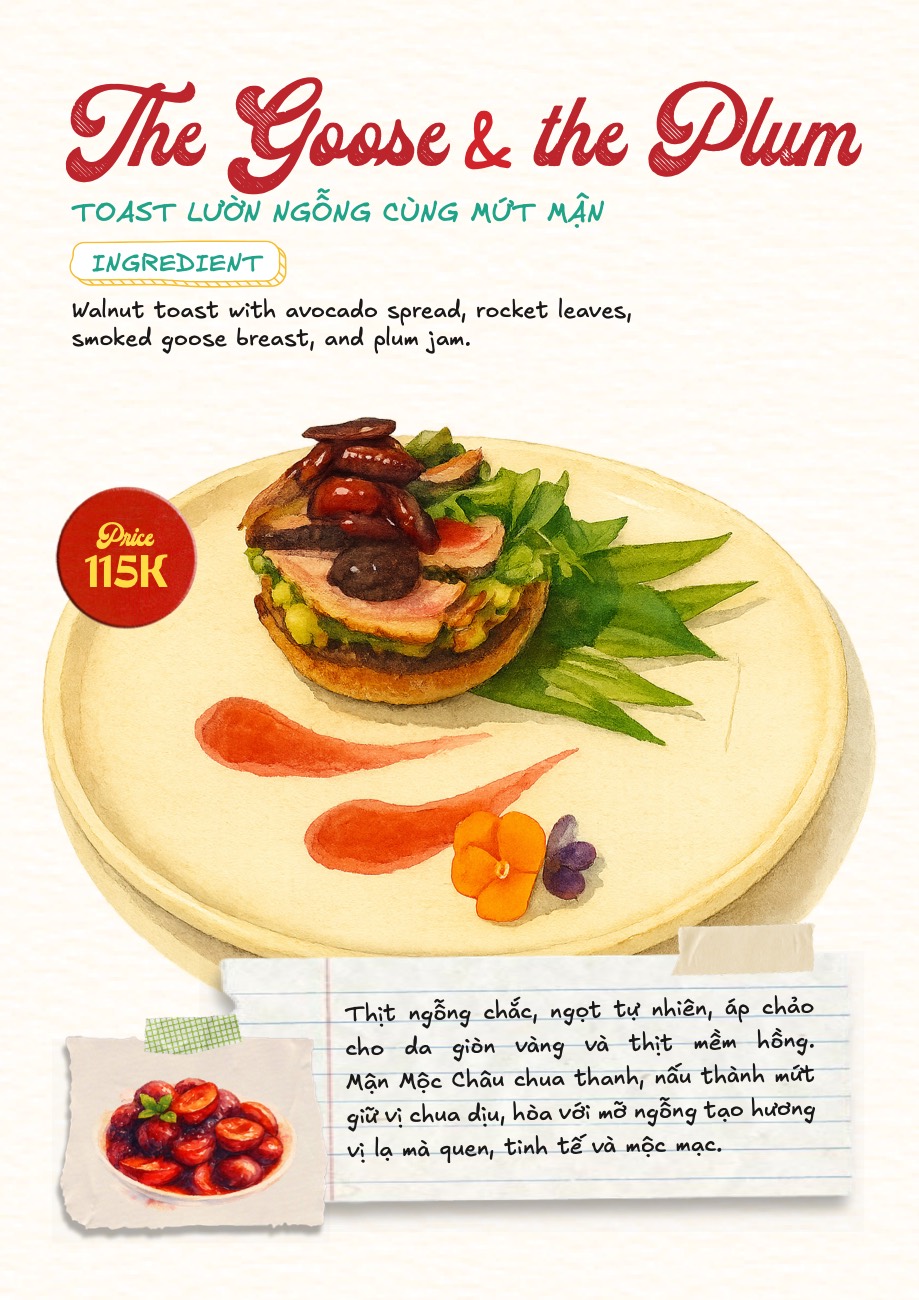 The Goose & the Plum
TOAST LƯỜN NGỖNG CÙNG MỨT MẬN
INGREDIENT
Walnut toast with avocado spread, rocket leaves,
smoked goose breast, and plum jam.
Price
115K
Thịt ngỗng chắc, ngọt tự nhiên, áp chảo
cho da giòn vàng và thịt mềm hồng.
Mận Mộc Châu chua thanh, nấu thành mứt
giữ vị chua dịu, hòa với mỡ ngỗng tạo hương
vị lạ mà quen, tinh tế và mộc mạc.